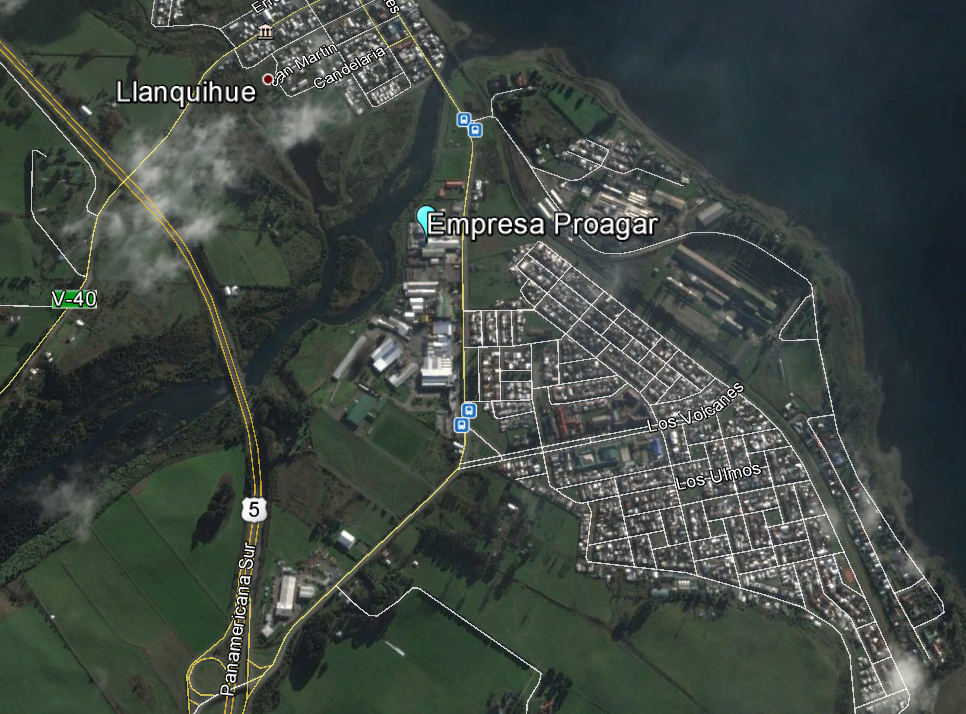 San Martin
Candelaria
Llanquihue
Empresa Proagar
V-40
Los Volcanes
Los Ulmos
5
Panamericana Sur